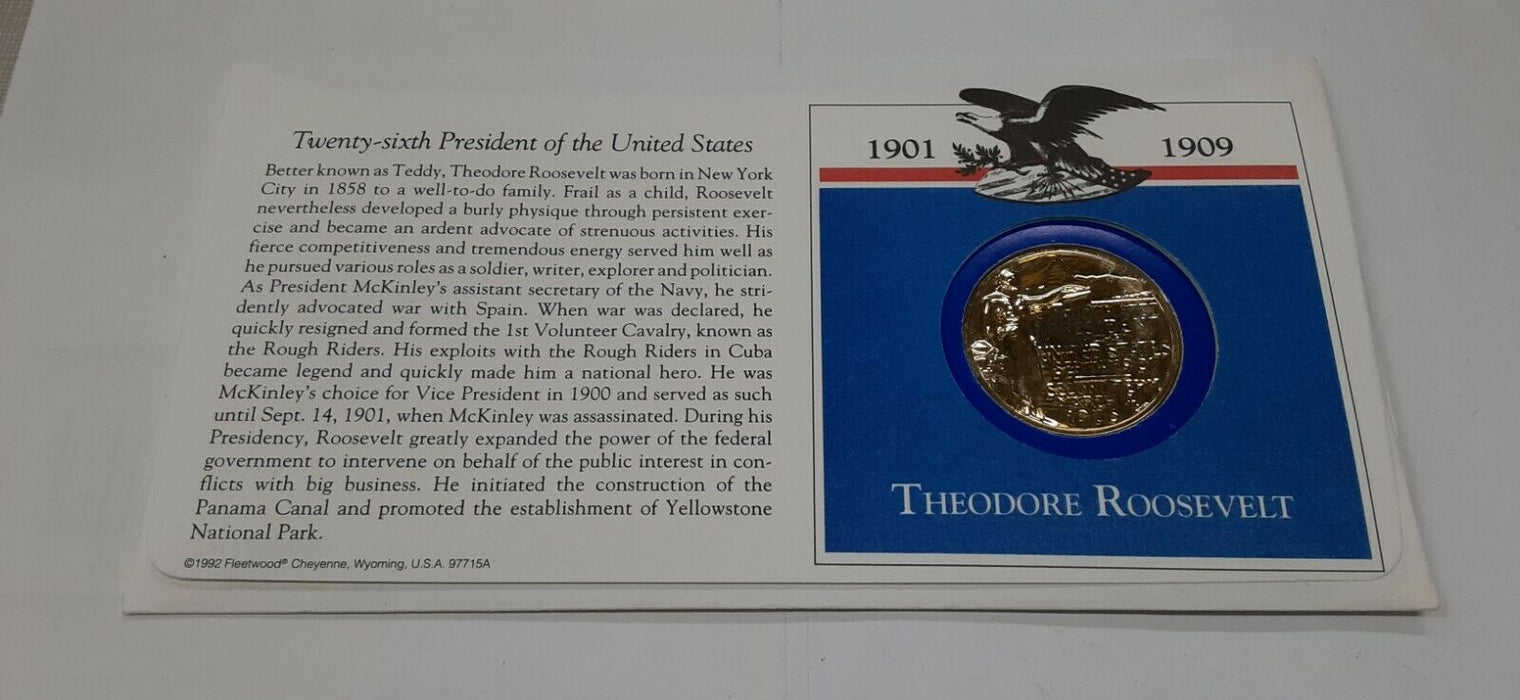 Twenty-sixth President of the United States
Better known as Teddy, Theodore Roosevelt was born in New York
City in 1858 to a well-to-do family. Frail as a child, Roosevelt
nevertheless developed a burly physique through persistent exer-
cise and became an ardent advocate of strenuous activities. His
fierce competitiveness and tremendous energy served him well as
he pursued various roles as a soldier, writer, explorer and politician.
As President McKinley's assistant secretary of the Navy, he stri-
dently advocated war with Spain. When war was declared, he
quickly resigned and formed the 1st Volunteer Cavalry, known as
the Rough Riders. His exploits with the Rough Riders in Cuba
became legend and quickly made him a national hero. He was
McKinley's choice for Vice President in 1900 and served as such
until Sept. 14, 1901, when McKinley was assassinated. During his
Presidency, Roosevelt greatly expanded the power of the federal
government to intervene on behalf of the public interest in con-
flicts with big business. He initiated the construction of the
Panama Canal and promoted the establishment of Yellowstone
National Park.
©1992 Fleetwood® Cheyenne, Wyoming, U.S.A. 97715A
1901 1909
UNITED STATES
THEODORE ROOSEVELT